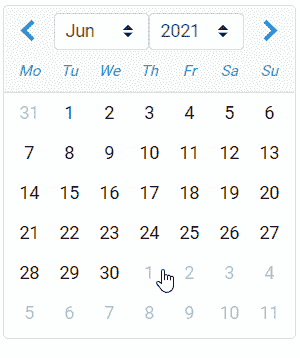 Jun 2021
Mo Tu We Th Fr Sa Su
31 1 2 3 4 5 6
7 8 9 10 11 12 13
14 15 16 17 18 19 20
21 22 23 24 25 26 27
28 29 30 1 2 3 4
5 6 7 8 9 10 11